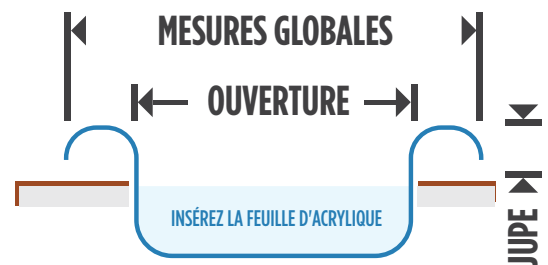 MESURES GLOBALES
OUVERTURE
INSÉREZ LA FEUILLE D'ACRYLIQUE
JUPE